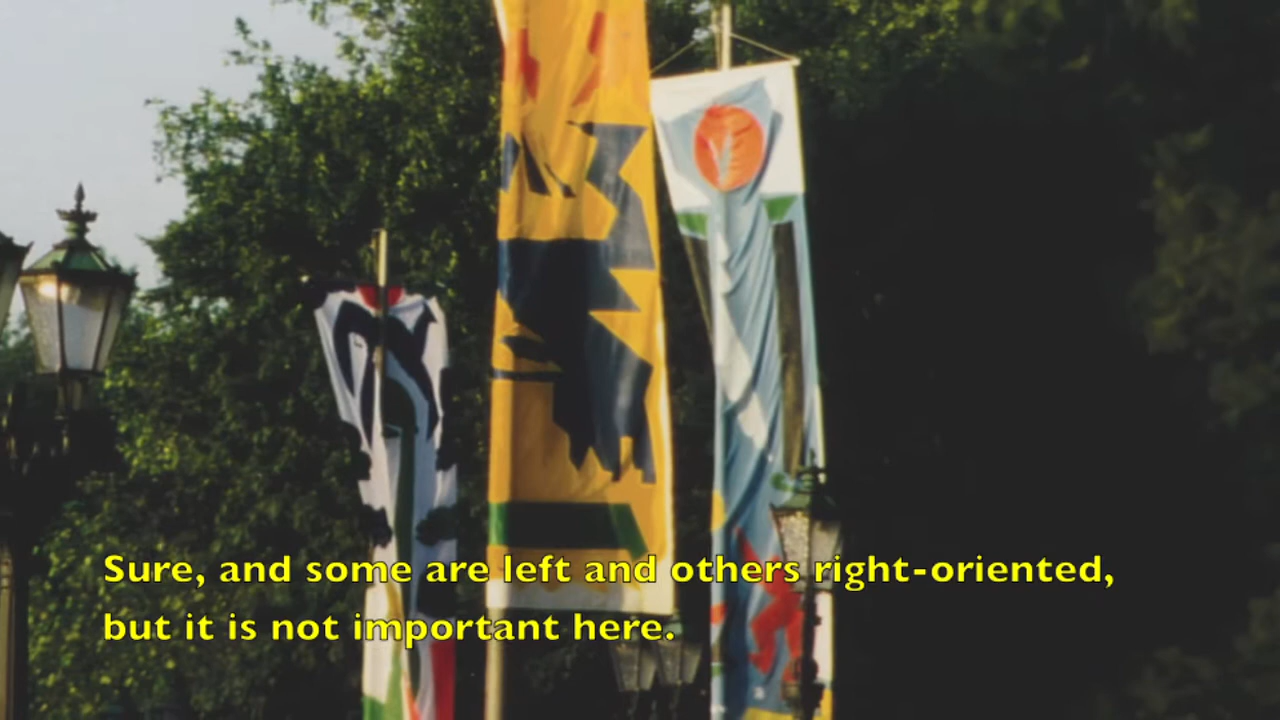 Sure, and some are left and others right-oriented,
but it is not important here.